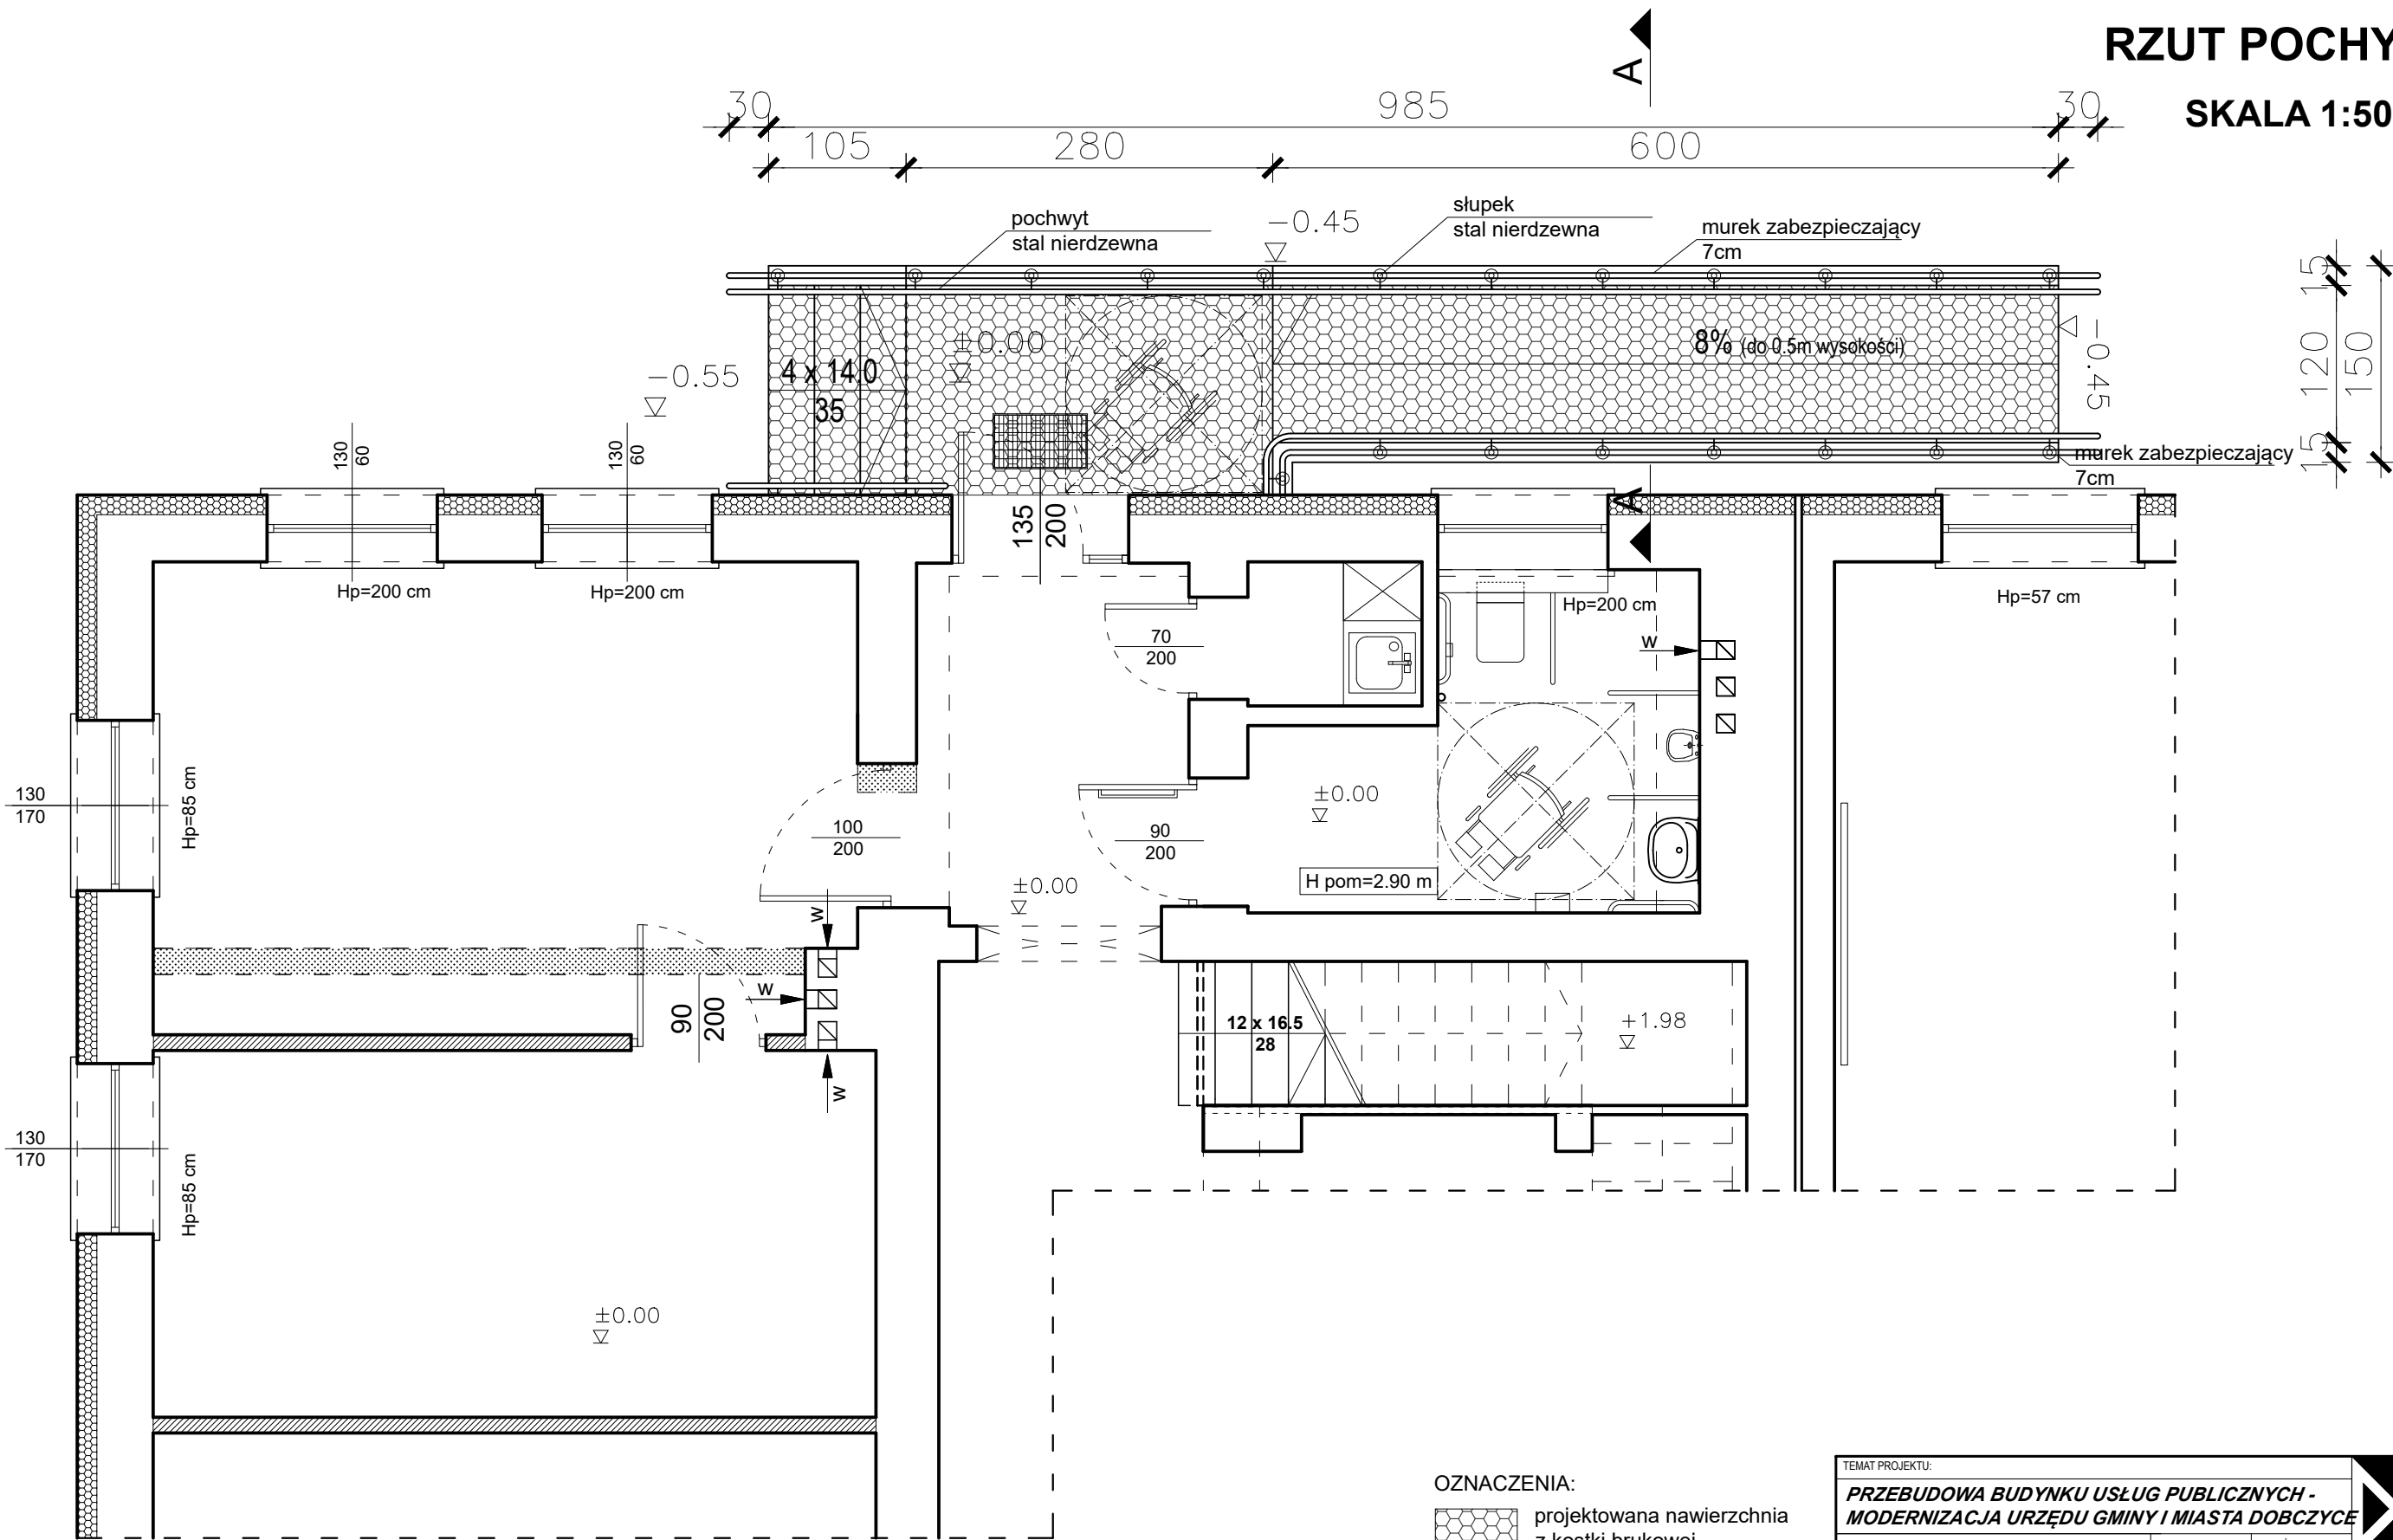 RZUT POCHY
SKALA 1:50
A
30
985
30
105
280
600
pochwyt
stal nierdzewna
-0.45
słupek
stal nierdzewna
murek zabezpieczający
7cm
15
120
150
15
8% (do 0.5m wysokości)
-0.45
±0.00
4 x 14.0
35
-0.55
murek zabezpieczający
7cm
130
60
130
60
135
200
A
Hp=200 cm
Hp=200 cm
Hp=200 cm
Hp=57 cm
70
200
w
130
170
Hp=85 cm
±0.00
100
200
90
200
H pom=2.90 m
±0.00
w
w
90
200
12 x 16.5
28
+1.98
w
130
170
Hp=85 cm
±0.00
OZNACZENIA:
projektowana nawierzchnia
z kostki brukowej
TEMAT PROJEKTU:
PRZEBUDOWA BUDYNKU USŁUG PUBLICZNYCH -
MODERNIZACJA URZĘDU GMINY I MIASTA DOBCZYCE